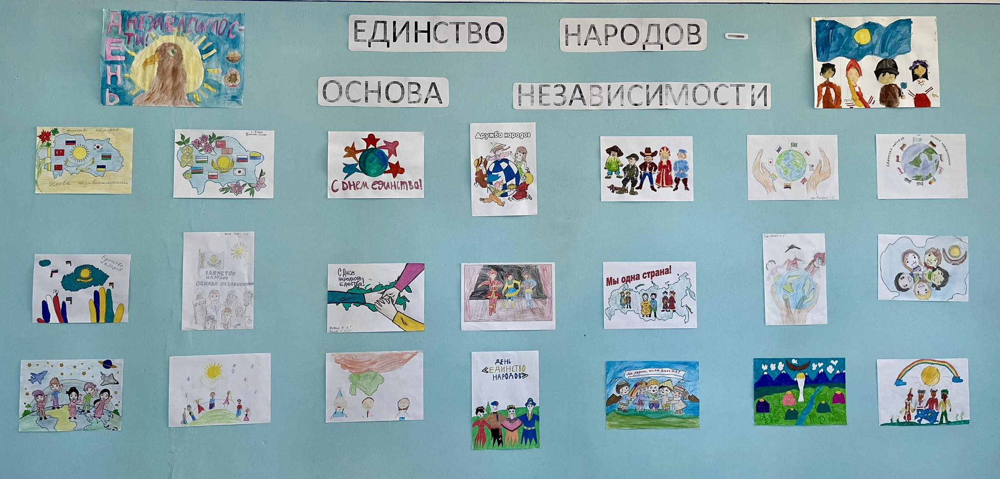 ЕДИНСТВО НАРОДОВ –
ОСНОВА НЕЗАВИСИМОСТИ
ДЕНЬ
НЕЗАВИСИМОС-
ТИ!
Единство народов
Основа независимости
С ДНЕМ ЕДИНСТВА!
Дружба народов
ЕДИНСТВО НАРОДОВ
ОСНОВА НЕЗАВИСИМОСТИ
Единство
народов
ЕДИНСТВО
НАРОДОВ
ОСНОВА НЕЗАВИСИМОСТИ
С ДНЁМ
НАРОДНОГО
ЕДИНСТВА!
Мы одна страна!
ДЕНЬ
«ЕДИНСТВО
НАРОДОВ»
Мы разные, но мы вместе!